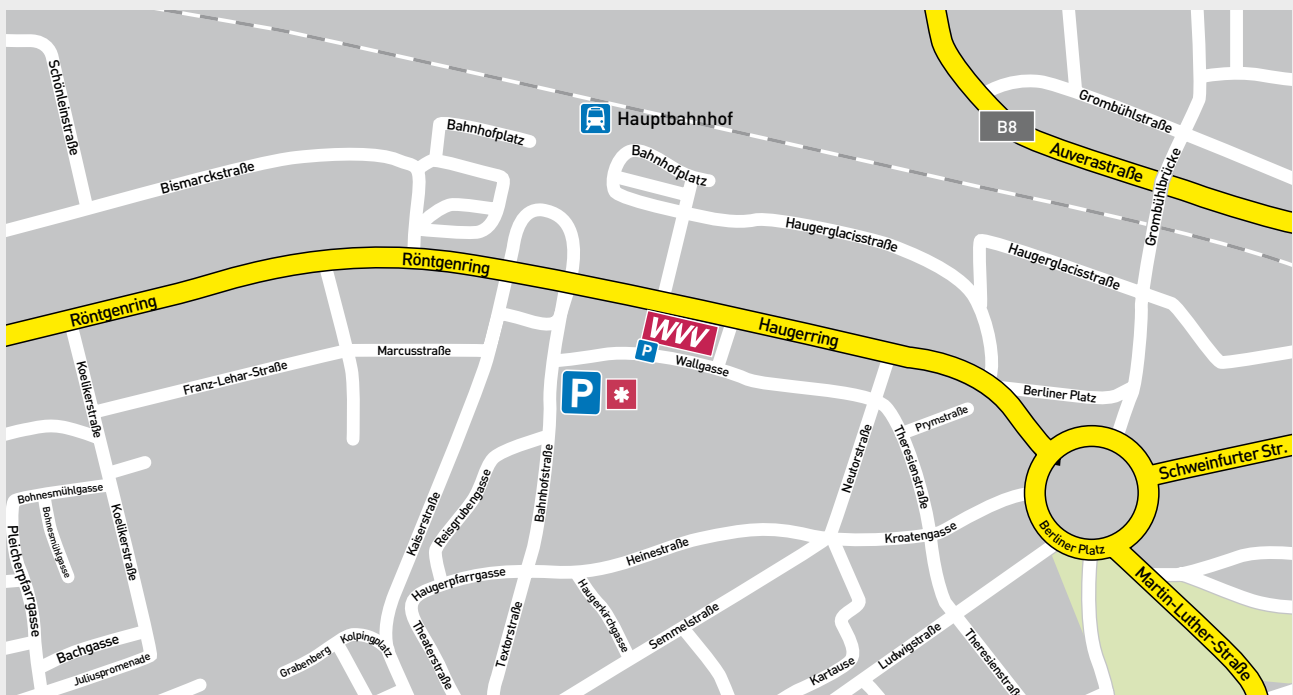 Schönleinstraße
Bahnhofplatz
Hauptbahnhof
B8
Grombühlstraße
Auverastraße
Bismarckstraße
Bahnhofplatz
Grombühlbrücke
Haugerglacisstraße
Haugerglacisstraße
Röntgenring
Röntgenring
WVV
Haugerring
P
Marcusstraße
Wallgasse
Koelikerstraße
Franz-Lehar-Straße
P
*
Berliner Platz
Prymstraße
Neutorstraße
Theresienstraße
Schweinfurter Str.
Bohnesmühlgasse
Bohnesmühlgasse
Koelikerstraße
Kaiserstraße
Reisgrubengasse
Bahnhofstraße
Pleicherpfarrgasse
Heinestraße
Kroatengasse
Berliner Platz
Haugerpfarrgasse
Haugerkirchgasse
Martin-Luther-Straße
Semmelstraße
Bachgasse
Juliuspromenade
Grabenberg
Kolpingplatz
Theaterstraße
Textorstraße
Kartause
Ludwigstraße
Theresienstraße